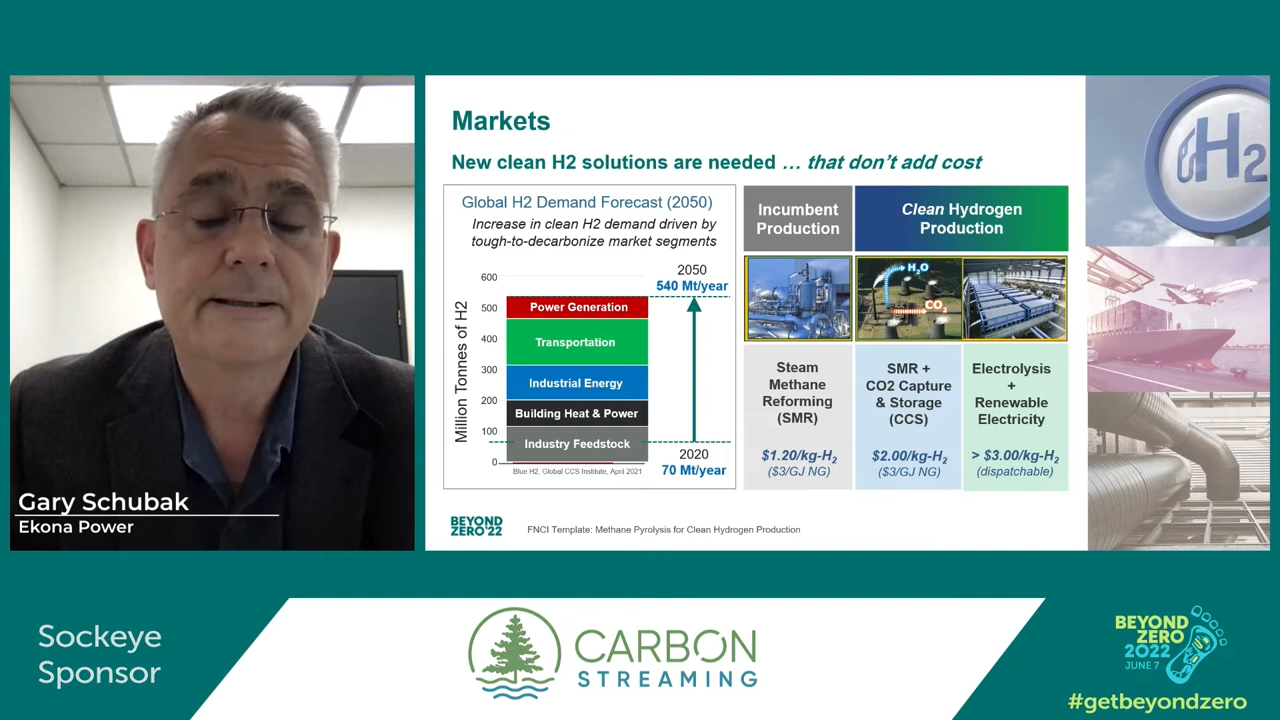 Gary Schubak
Ekona Power
Markets
New clean H2 solutions are needed ... that don't add cost
Global H2 Demand Forecast (2050)
Increase in clean H2 demand driven by
tough-to-decarbonize market segments
Million Tonnes of H2
600
500
400
300
200
100
0
Power Generation
Transportation
Industrial Energy
Building Heat & Power
Industry Feedstock
2050
540 Mt/year
2020
70 Mt/year
Blue H2, Global CCS Institute, April 2021
Incumbent
Production
Clean Hydrogen
Production
H₂O
CO₂
Steam
Methane
Reforming
(SMR)
$1.20/kg-H₂
($3/GJ NG)
SMR +
CO2 Capture
& Storage
(CCS)
$2.00/kg-H₂
($3/GJ NG)
Electrolysis
+
Renewable
Electricity
> $3.00/kg-H₂
(dispatchable)
H2
BEYOND
ZERO'22
FNCI Template: Methane Pyrolysis for Clean Hydrogen Production
Sockeye
Sponsor
CARBON
STREAMING
BEYOND
ZERO
2022
JUNE 7
#getbeyondzero